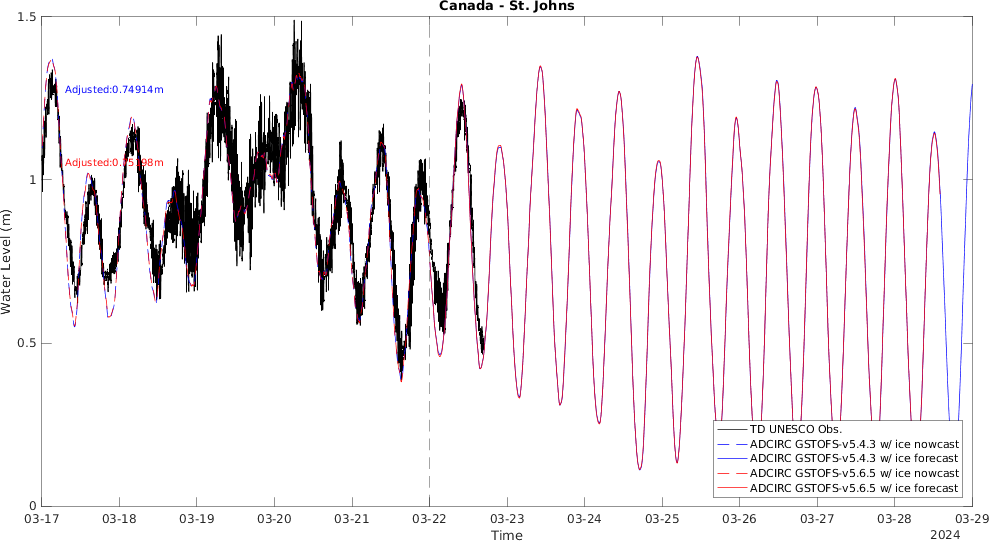 Canada - St. Johns
1.5
Adjusted:0.74914m
Adjusted:0.75198m
1
Water Level (m)
0.5
TD UNESCO Obs.
ADCIRC GSTOFS-v5.4.3 w/ ice nowcast
ADCIRC GSTOFS-v5.4.3 w/ ice forecast
ADCIRC GSTOFS-v5.6.5 w/ ice nowcast
ADCIRC GSTOFS-v5.6.5 w/ ice forecast
0
03-17 03-18 03-19 03-20 03-21 03-22 03-23 03-24 03-25 03-26 03-27 03-28 03-29
Time
2024